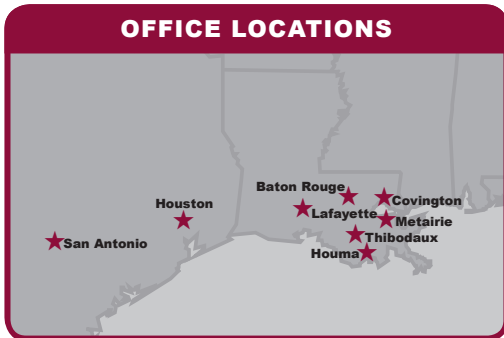 OFFICE LOCATIONS
Baton Rouge
Covington
Houston
Lafayette
Metairie
San Antonio
Thibodaux
Houma